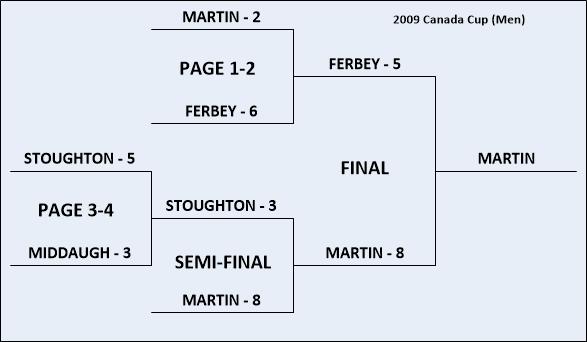 MARTIN - 2
2009 Canada Cup (Men)
PAGE 1-2
FERBEY - 5
FERBEY - 6
STOUGHTON - 5
MARTIN
FINAL
PAGE 3-4
STOUGHTON - 3
MIDDAUGH - 3
MARTIN - 8
SEMI-FINAL
MARTIN - 8